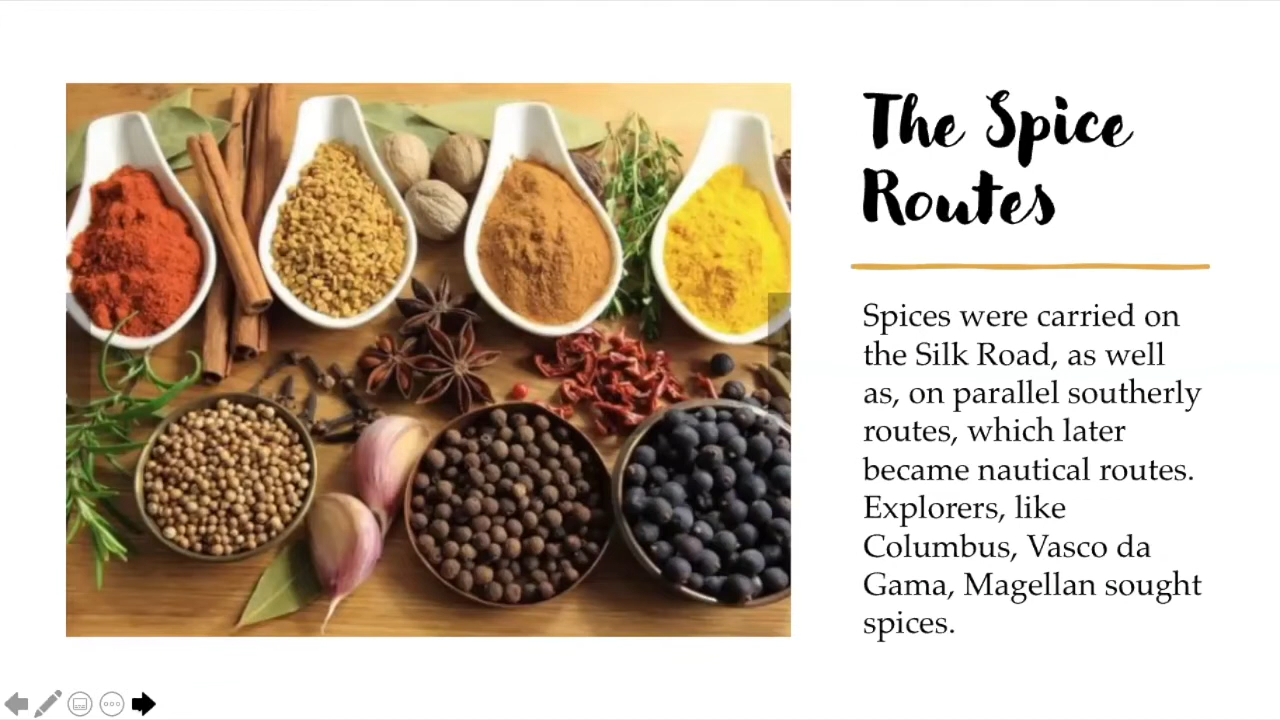 The Spice
Routes
Spices were carried on
the Silk Road, as well
as, on parallel southerly
routes, which later
became nautical routes.
Explorers, like
Columbus, Vasco da
Gama, Magellan sought
spices.